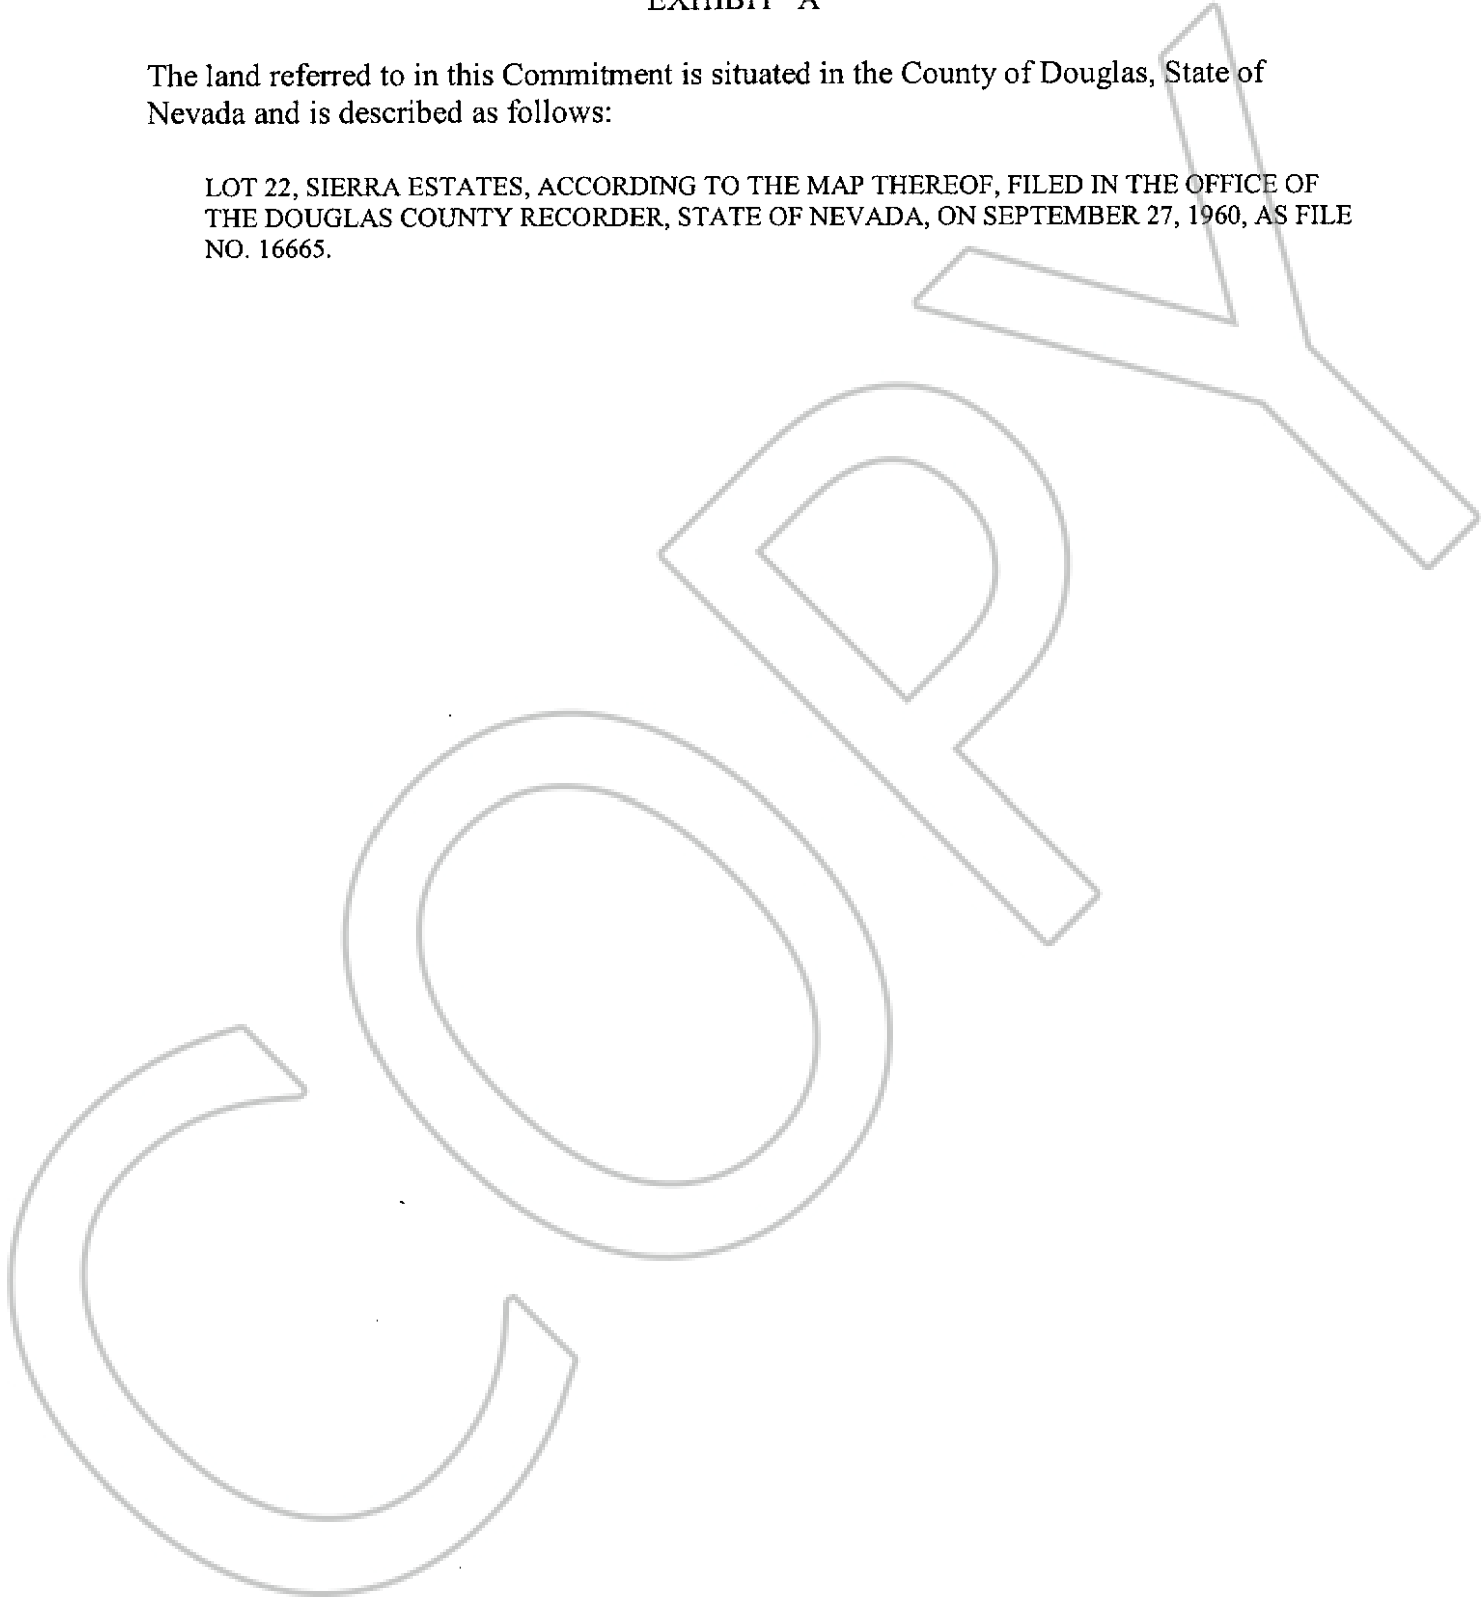 EXHIBIT "A"
The land referred to in this Commitment is situated in the County of Douglas, State of
Nevada and is described as follows:
LOT 22, SIERRA ESTATES, ACCORDING TO THE MAP THEREOF, FILED IN THE OFFICE OF
THE DOUGLAS COUNTY RECORDER, STATE OF NEVADA, ON SEPTEMBER 27, 1960, AS FILE
NO. 16665.
COPY